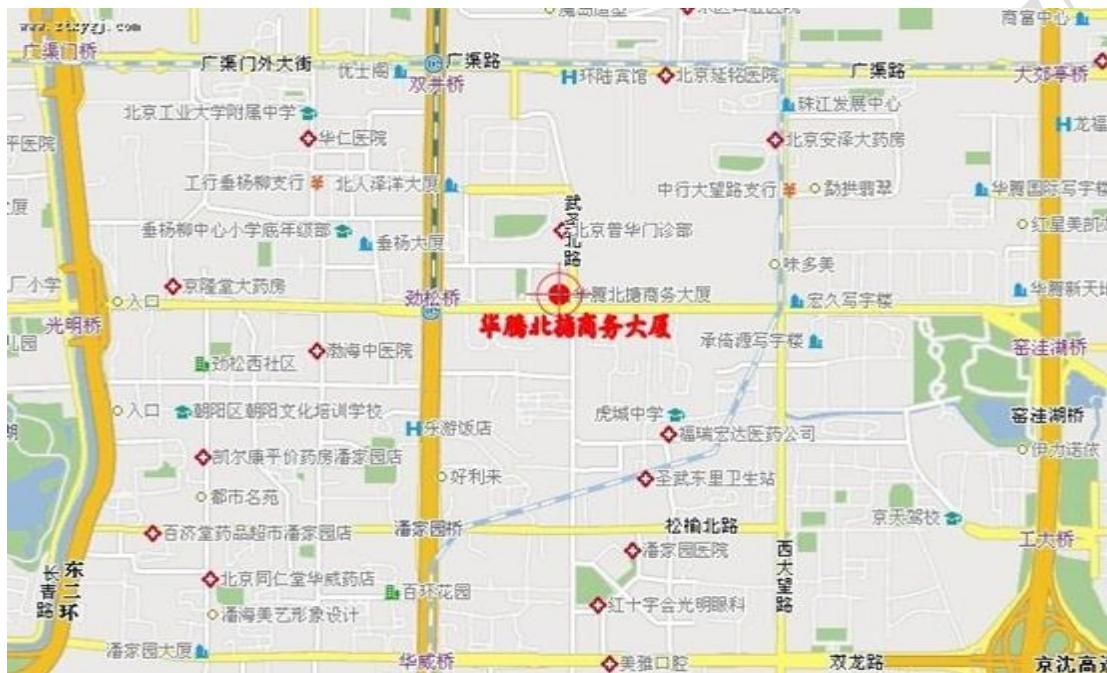 商富中心
广渠门桥
广渠门外大街
优士阁
广渠路
双井桥
环陆宾馆
北京延铭医院
广渠路
大郊亭桥
北京工业大学附属中学
珠江发展中心
华仁医院
北京安泽大药房
龙福
平医院
工行垂杨柳支行
北人泽洋大厦
中行大望路支行
勐拱翡翠
华腾国际写字楼
武圣北路
垂杨柳中心小学底年级部
垂杨大厦
北京普华门诊部
红星美凯
味多美
厂小学
入口
京隆堂大药房
劲松桥
华腾北搪商务大厦
宏久写字楼
华腾新天地
光明桥
华腾北搪商务大厦
承倚源写字楼
窑洼湖桥
儿园
劲松西社区
渤海中医院
入口
朝阳区朝阳文化培训学校
虎城中学
窑洼湖桥
湖
乐游饭店
福瑞宏达医药公司
伊力诺依
凯尔康平价药房潘家园店
好利来
圣武东里卫生站
都市名苑
京天驾校
百济堂药品超市潘家园店
潘家园桥
松榆北路
工大桥
潘家园医院
西大望路
长青路
东二环
北京同仁堂华威药店
百环花园
红十字会光明眼科
潘海美艺形象设计
潘家园大厦
华威桥
美雅口腔
双龙路
京沈高速